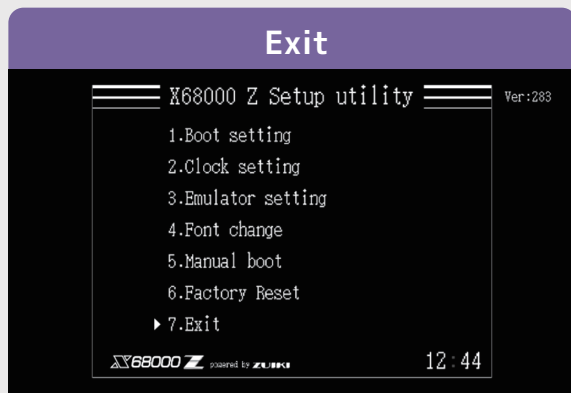 Exit
X68000 Z Setup utility
Ver:283
1.Boot setting
2.Clock setting
3.Emulator setting
4.Font change
5.Manual boot
6.Factory Reset
7.Exit
X68000 Z powered by ZUIKI
12:44